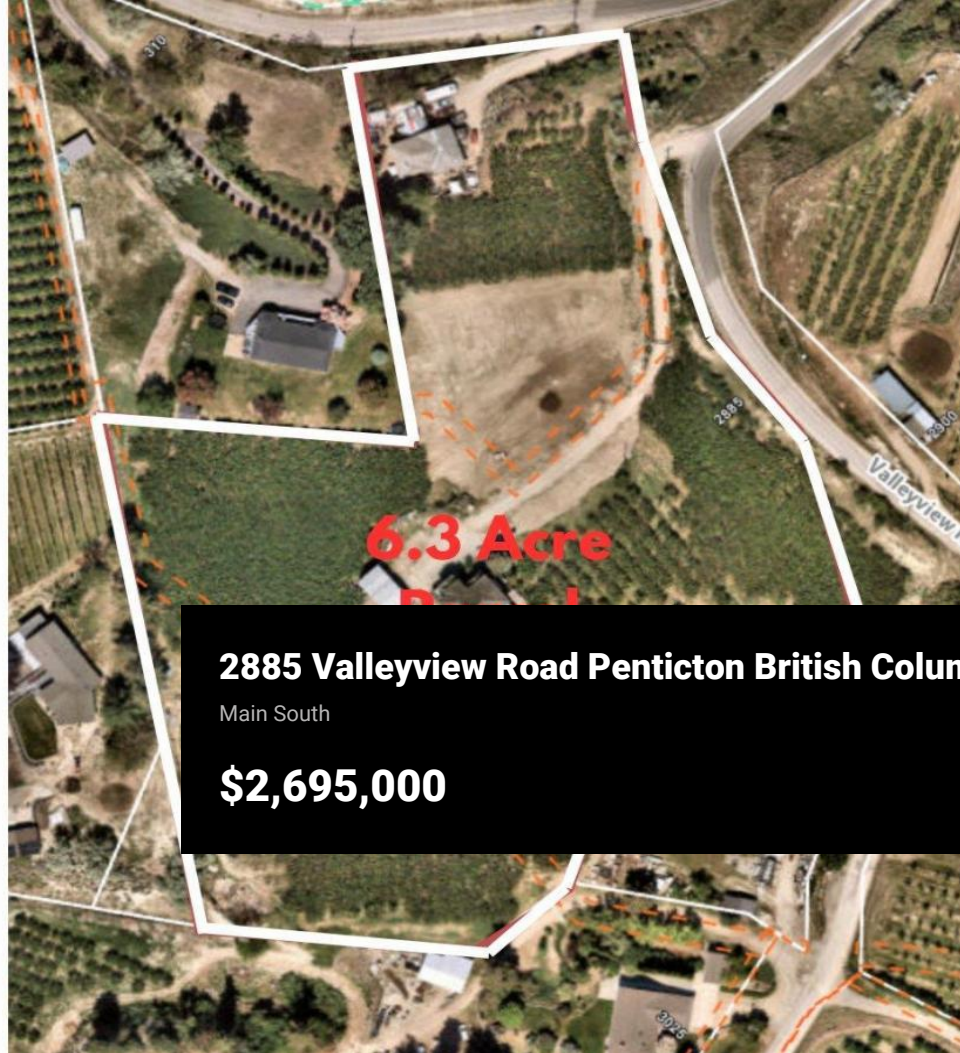 310
2885
2900
Valleyview
6.3 Acre
2885 Valleyview Road Penticton British Colum
Main South
$2,695,000
3025